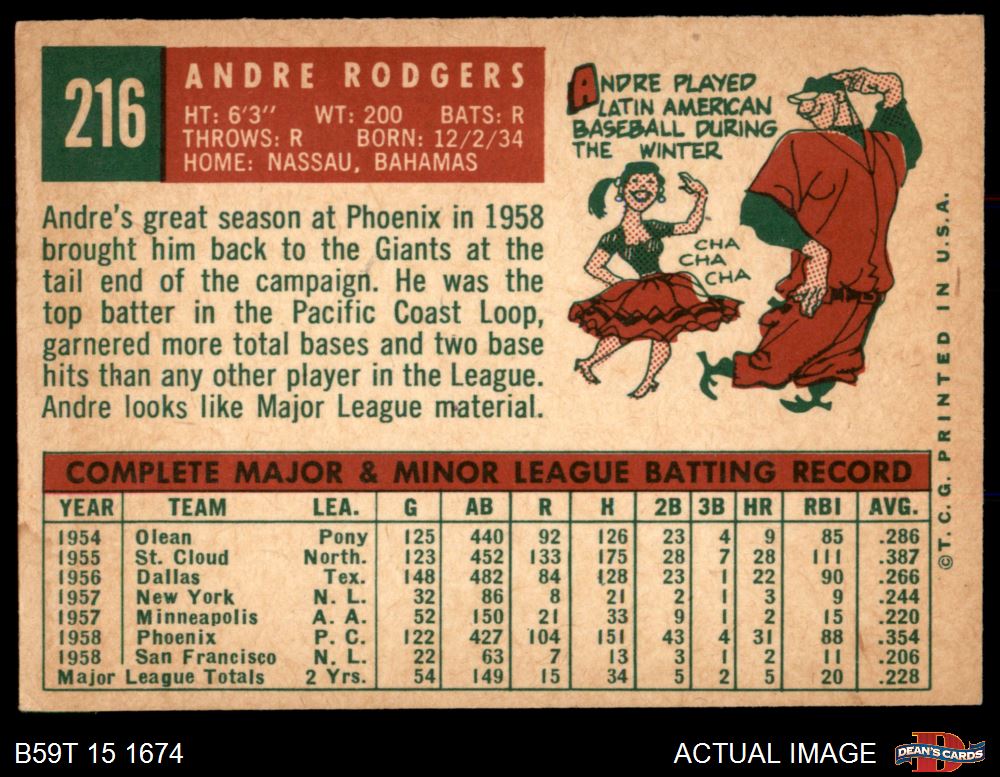 216
ANDRE RODGERS
HT: 6'3" WT: 200 BATS: R
THROWS: R BORN: 12/2/34
HOME: NASSAU, BAHAMAS
Andre's great season at Phoenix in 1958
brought him back to the Giants at the
tail end of the campaign. He was the
top batter in the Pacific Coast Loop,
garnered more total bases and two base
hits than any other player in the League.
Andre looks like Major League material.
ANDRE PLAYED
LATIN AMERICAN
BASEBALL DURING
THE WINTER
CHA
CHA
CHA
© T. C. G. PRINTED IN U.S.A.
COMPLETE MAJOR & MINOR LEAGUE BATTING RECORD
YEAR TEAM LEA. G AB R H 2B 3B HR RBI AVG.
1954 Olean Pony 125 440 92 126 23 4 9 85 .286
1955 St. Cloud North. 123 452 133 175 28 7 28 111 .387
1956 Dallas Tex. 148 482 84 128 23 1 22 90 .266
1957 New York N. L. 32 86 8 21 2 1 3 9 .244
1957 Minneapolis A. A. 52 150 21 33 9 1 2 15 .220
1958 Phoenix P. C. 122 427 104 151 43 4 31 88 .354
1958 San Francisco N. L. 22 63 7 13 3 1 2 11 .206
Major League Totals 2 Yrs. 54 149 15 34 5 2 5 20 .228
B59T 15 1674
ACTUAL IMAGE
DEAN'S CARDS